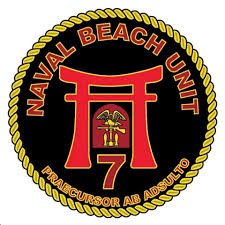 NAVAL BEACH UNIT
7
PRAECURSOR AB ADSULTO